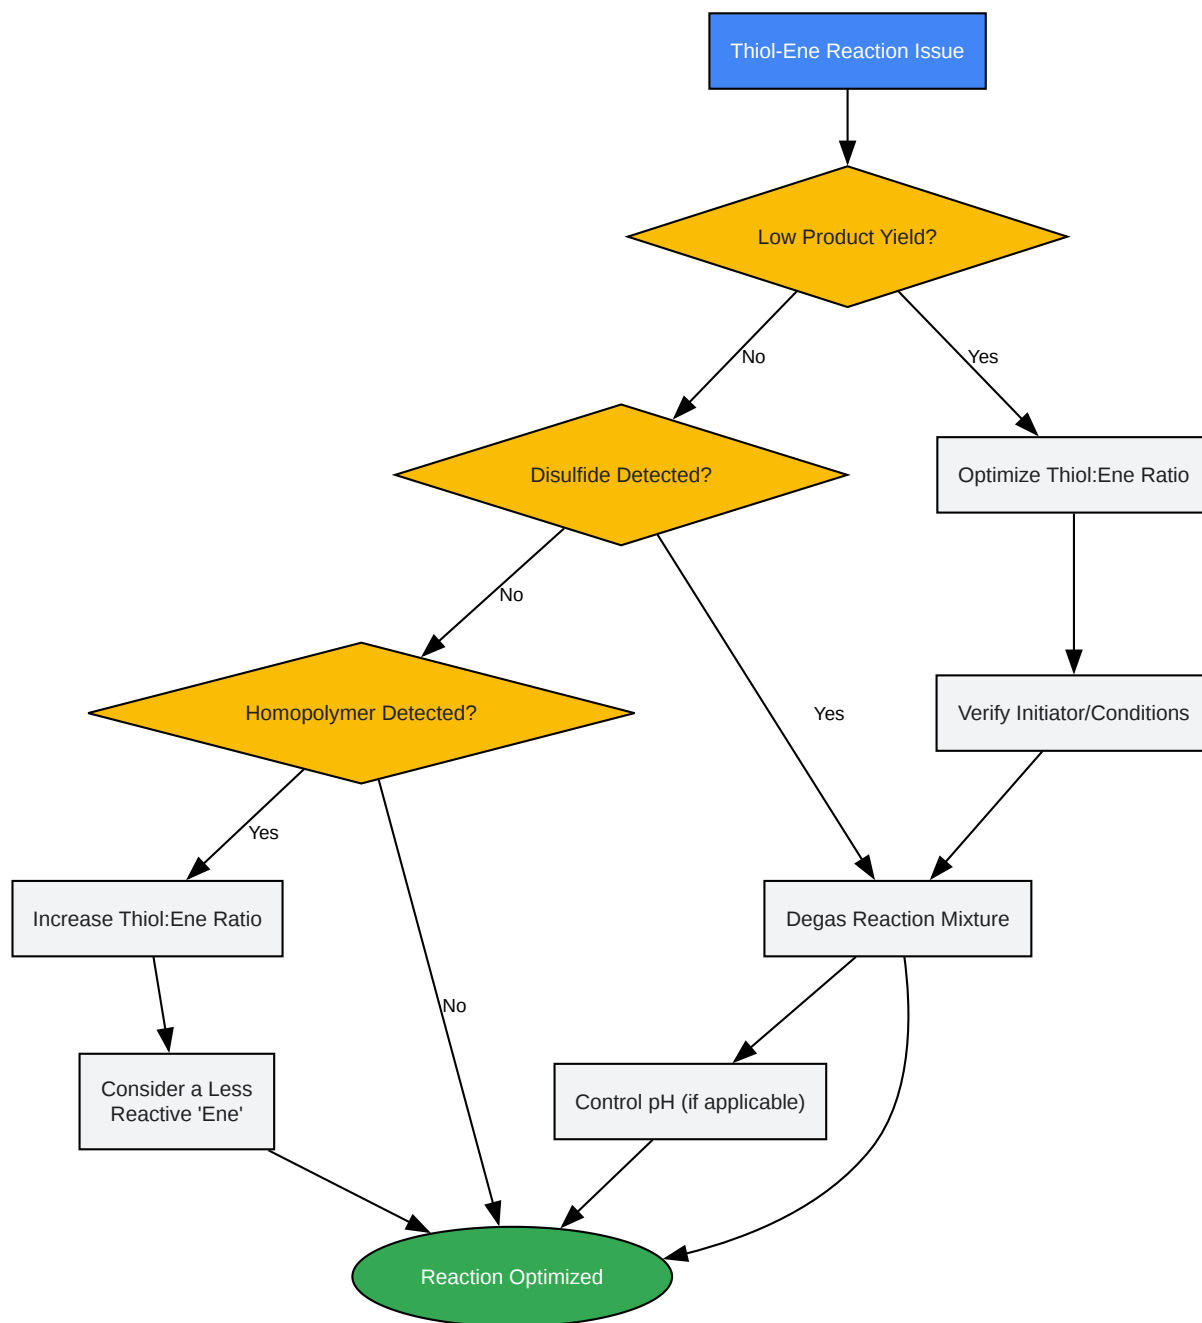 Thiol-Ene Reaction Issue
Low Product Yield?
No
Yes
Disulfide Detected?
Optimize Thiol:Ene Ratio
No
Homopolymer Detected?
Yes
Verify Initiator/Conditions
Yes
Increase Thiol:Ene Ratio
Degas Reaction Mixture
No
Consider a Less
Reactive 'Ene'
Control pH (if applicable)
Reaction Optimized